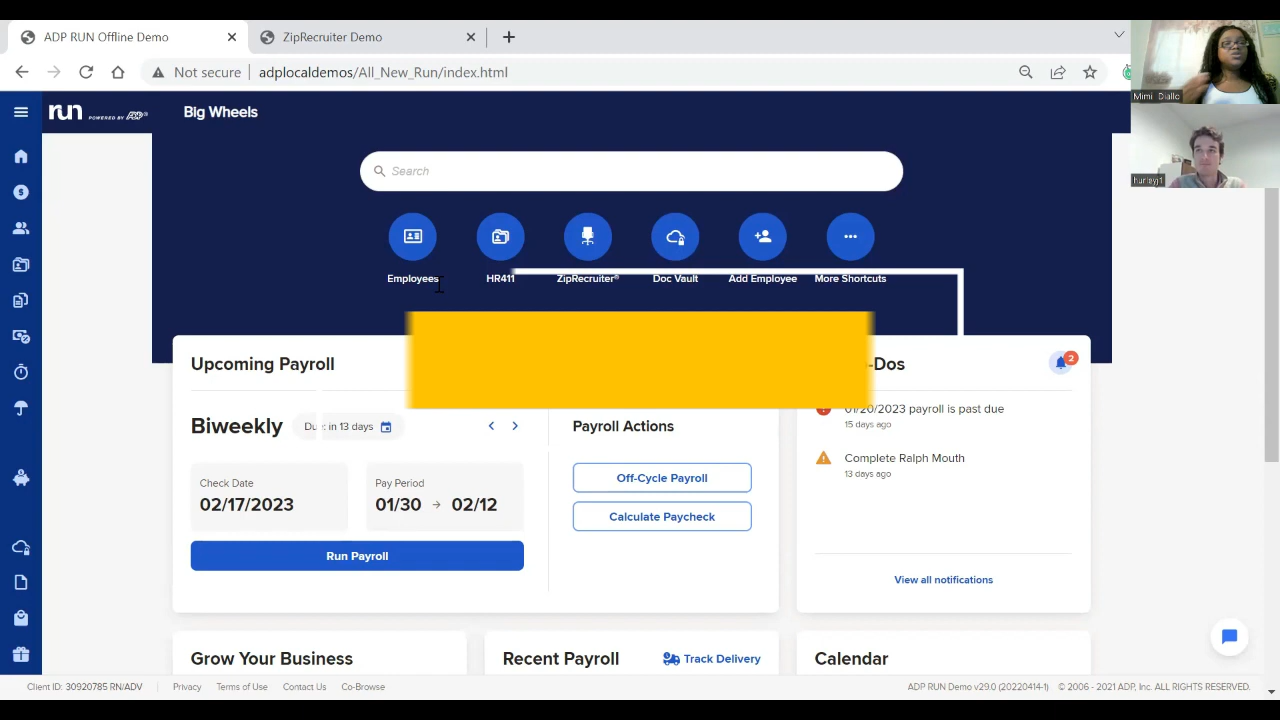 ADP RUN Offline Demo
ZipRecruiter Demo
Not secure
adplocaldemos/All_New_Run/index.html
Mimi Diallo
hurleyjt
run POWERED BY ADP®
Big Wheels
Search
Employees
HR411
ZipRecruiter®
Doc Vault
Add Employee
More Shortcuts
Upcoming Payroll
-Dos
2
Biweekly
in 13 days
Payroll Actions
01/20/2023 payroll is past due
15 days ago
Check Date
02/17/2023
Pay Period
01/30 → 02/12
Off-Cycle Payroll
Calculate Paycheck
Complete Ralph Mouth
13 days ago
Run Payroll
View all notifications
Grow Your Business
Recent Payroll
Track Delivery
Calendar
Client ID: 30920785 RN/ADV
Privacy
Terms of Use
Contact Us
Co-Browse
ADP RUN Demo v29.0 (20220414-1)
© 2006 - 2021 ADP, Inc. ALL RIGHTS RESERVED.